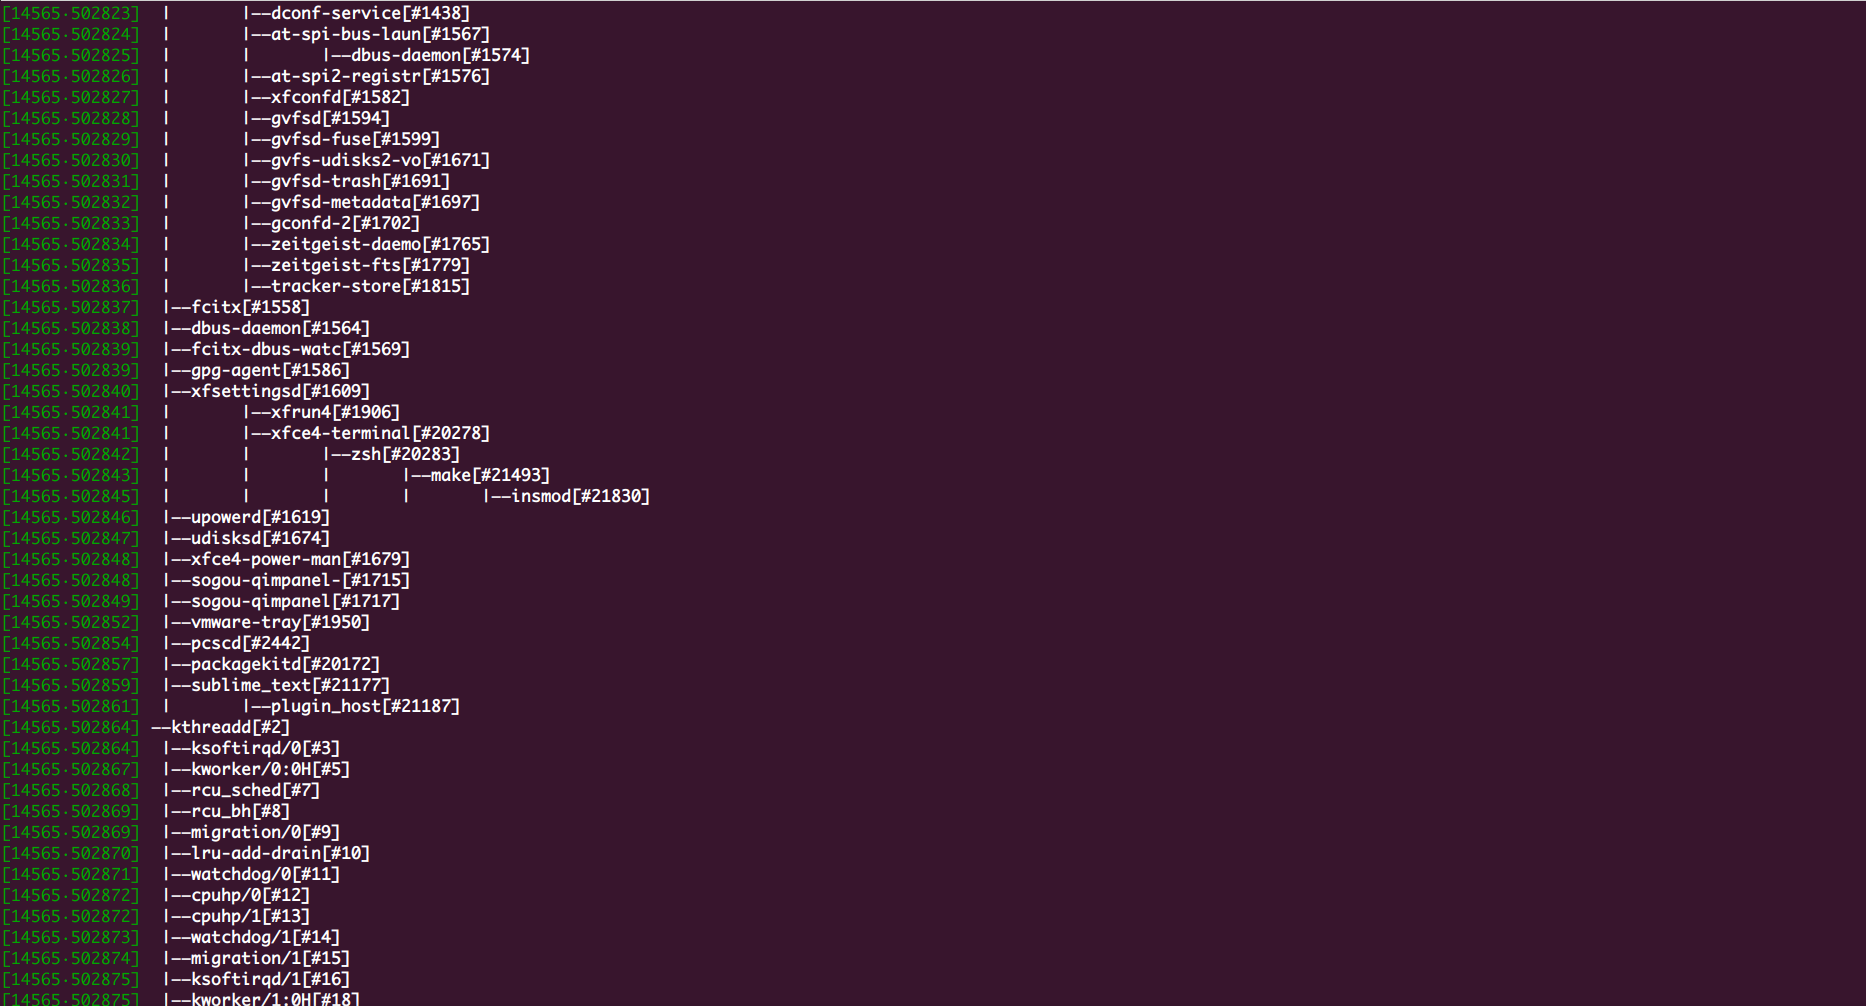 [14565.502823]  |       |--dconf-service[#1438]
[14565.502824]  |       |--at-spi-bus-laun[#1567]
[14565.502825]  |       |       |--dbus-daemon[#1574]
[14565.502826]  |       |--at-spi2-registr[#1576]
[14565.502827]  |       |--xfconfd[#1582]
[14565.502828]  |       |--gvfsd[#1594]
[14565.502829]  |       |--gvfsd-fuse[#1599]
[14565.502830]  |       |--gvfs-udisks2-vo[#1671]
[14565.502831]  |       |--gvfsd-trash[#1691]
[14565.502832]  |       |--gvfsd-metadata[#1697]
[14565.502833]  |       |--gconfd-2[#1702]
[14565.502834]  |       |--zeitgeist-daemo[#1765]
[14565.502835]  |       |--zeitgeist-fts[#1779]
[14565.502836]  |       |--tracker-store[#1815]
[14565.502837]  |--fcitx[#1558]
[14565.502838]  |--dbus-daemon[#1564]
[14565.502839]  |--fcitx-dbus-watc[#1569]
[14565.502839]  |--gpg-agent[#1586]
[14565.502840]  |--xfsettingsd[#1609]
[14565.502841]  |       |--xfrun4[#1906]
[14565.502841]  |       |--xfce4-terminal[#20278]
[14565.502842]  |       |       |--zsh[#20283]
[14565.502843]  |       |       |       |--make[#21493]
[14565.502845]  |       |       |       |       |--insmod[#21830]
[14565.502846]  |--upowerd[#1619]
[14565.502847]  |--udisksd[#1674]
[14565.502848]  |--xfce4-power-man[#1679]
[14565.502848]  |--sogou-qimpanel-[#1715]
[14565.502849]  |--sogou-qimpanel[#1717]
[14565.502852]  |--vmware-tray[#1950]
[14565.502854]  |--pcscd[#2442]
[14565.502857]  |--packagekitd[#20172]
[14565.502859]  |--sublime_text[#21177]
[14565.502861]  |       |--plugin_host[#21187]
[14565.502864] --kthreadd[#2]
[14565.502864]  |--ksoftirqd/0[#3]
[14565.502867]  |--kworker/0:0H[#5]
[14565.502868]  |--rcu_sched[#7]
[14565.502869]  |--rcu_bh[#8]
[14565.502869]  |--migration/0[#9]
[14565.502870]  |--lru-add-drain[#10]
[14565.502871]  |--watchdog/0[#11]
[14565.502872]  |--cpuhp/0[#12]
[14565.502872]  |--cpuhp/1[#13]
[14565.502873]  |--watchdog/1[#14]
[14565.502874]  |--migration/1[#15]
[14565.502875]  |--ksoftirqd/1[#16]
[14565.502875]  |--kworker/1:0H[#18]